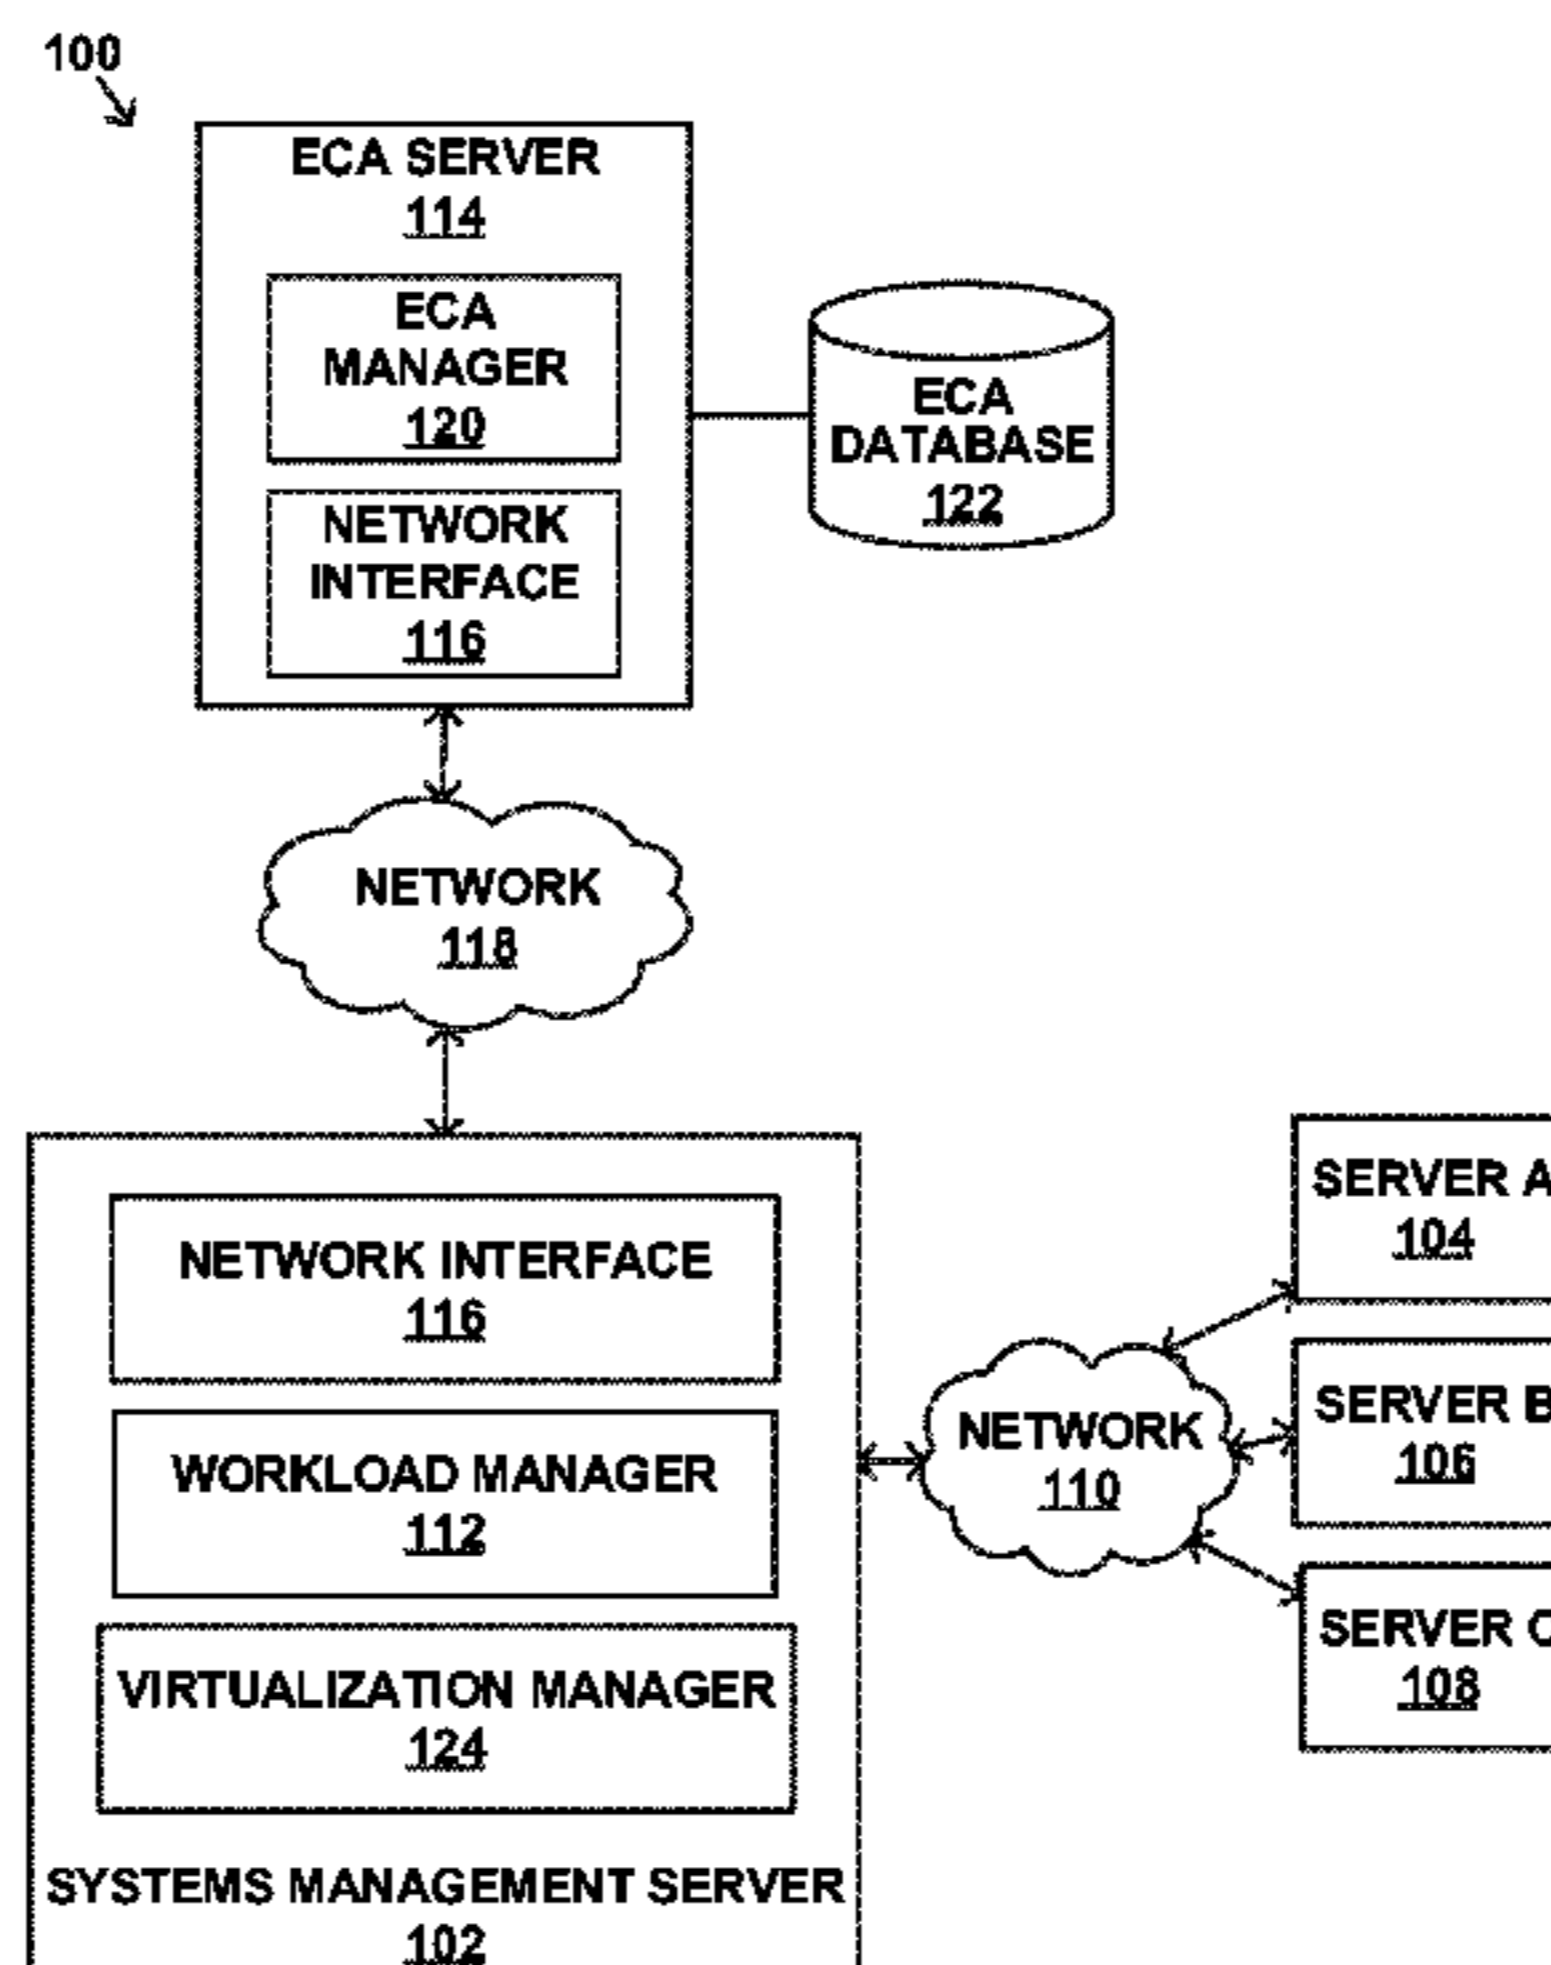 100
ECA SERVER
114
ECA
MANAGER
120
NETWORK
INTERFACE
116
ECA
DATABASE
122
NETWORK
118
NETWORK INTERFACE
116
WORKLOAD MANAGER
112
VIRTUALIZATION MANAGER
124
SYSTEMS MANAGEMENT SERVER
102
NETWORK
110
SERVER A
104
SERVER B
106
SERVER C
108